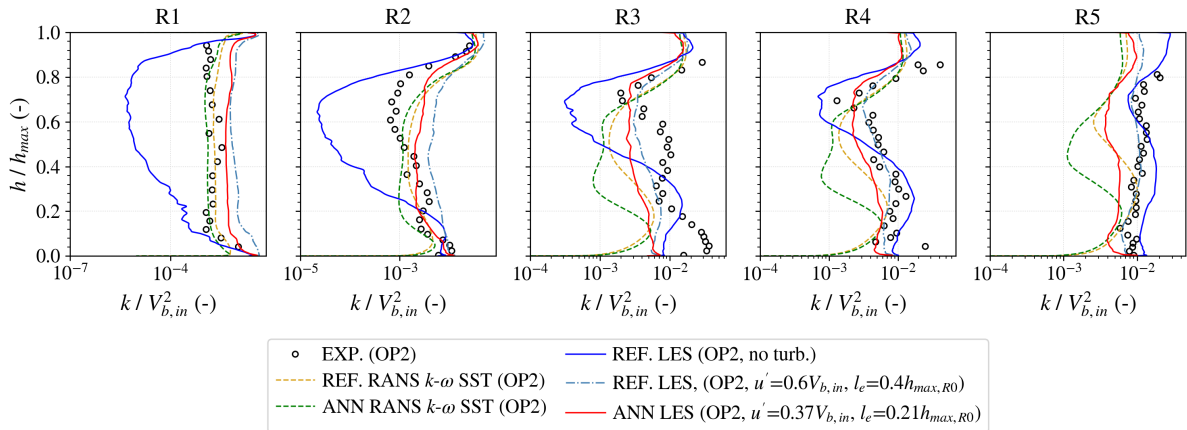 R1 R2 R3 R4 R5
h / h_max (-)
1.0
0.8
0.6
0.4
0.2
0.0
10^-7 10^-4 10^-5 10^-3 10^-4 10^-3 10^-2 10^-4 10^-3 10^-2 10^-4 10^-3 10^-2
k / V²_b,in (-) k / V²_b,in (-) k / V²_b,in (-) k / V²_b,in (-) k / V²_b,in (-)
EXP. (OP2)
REF. RANS k-ω SST (OP2)
ANN RANS k-ω SST (OP2)
REF. LES (OP2, no turb.)
REF. LES, (OP2, u′=0.6V_b,in, l_e=0.4h_max,R0)
ANN LES (OP2, u′=0.37V_b,in, l_e=0.21h_max,R0)